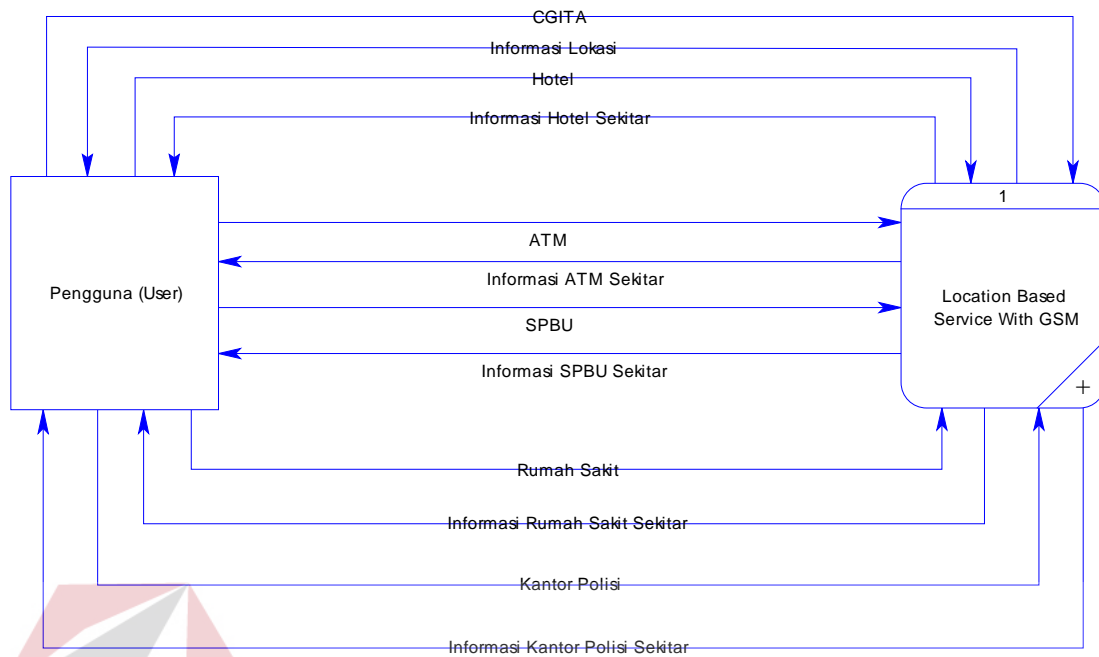 CGITA
Informasi Lokasi
Hotel
Informasi Hotel Sekitar
1
ATM
Informasi ATM Sekitar
Pengguna (User)
Location Based
Service With GSM
SPBU
Informasi SPBU Sekitar
+
Rumah Sakit
Informasi Rumah Sakit Sekitar
Kantor Polisi
Informasi Kantor Polisi Sekitar